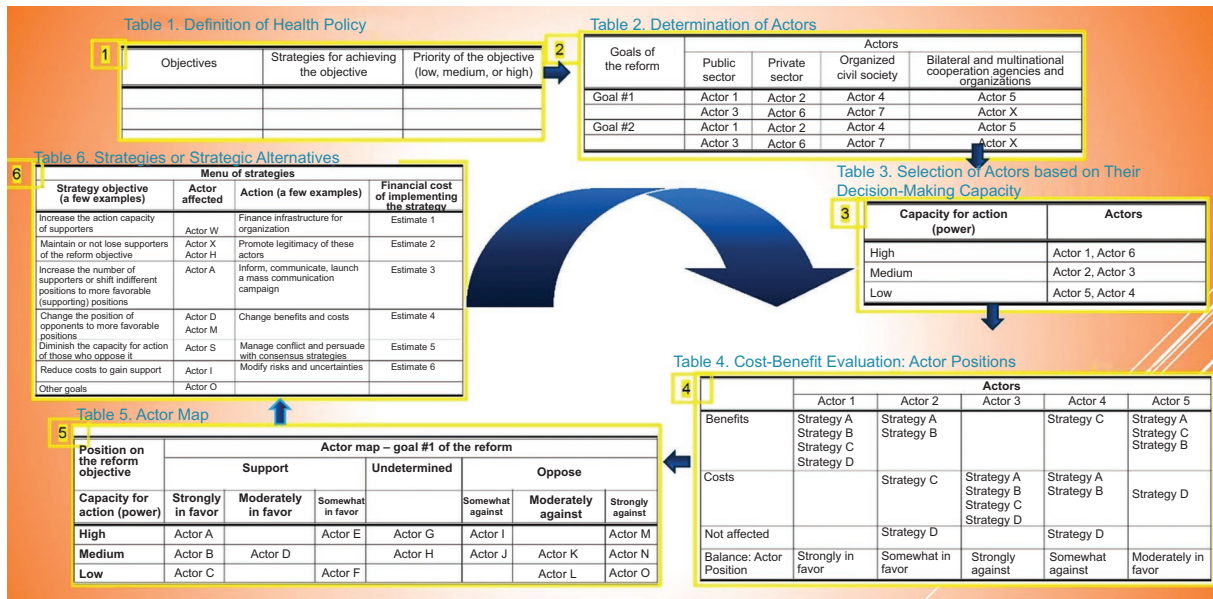 Table 1. Definition of Health Policy
1
Objectives
Strategies for achieving
the objective
Priority of the objective
(low, medium, or high)
Table 2. Determination of Actors
2
Goals of
the reform
Actors
Public
sector
Private
sector
Organized
civil society
Bilateral and multinational
cooperation agencies and
organizations
Goal #1 Actor 1 Actor 2 Actor 4 Actor 5
Actor 3 Actor 6 Actor 7 Actor X
Goal #2 Actor 1 Actor 2 Actor 4 Actor 5
Actor 3 Actor 6 Actor 7 Actor X
Table 3. Selection of Actors based on Their
Decision-Making Capacity
3
Capacity for action
(power)
Actors
High Actor 1, Actor 6
Medium Actor 2, Actor 3
Low Actor 5, Actor 4
Table 4. Cost-Benefit Evaluation: Actor Positions
4
Actors
Actor 1 Actor 2 Actor 3 Actor 4 Actor 5
Benefits
Strategy A
Strategy B
Strategy C
Strategy D
Strategy A
Strategy B
Strategy C
Strategy A
Strategy C
Strategy B
Costs
Strategy C
Strategy A
Strategy B
Strategy C
Strategy D
Strategy A
Strategy B
Strategy D
Not affected Strategy D Strategy D
Balance: Actor
Position
Strongly in
favor
Somewhat in
favor
Strongly
against
Somewhat
against
Moderately in
favor
Table 5. Actor Map
5
Position on
the reform
objective
Actor map – goal #1 of the reform
Support Undetermined Oppose
Capacity for
action (power)
Strongly
in favor
Moderately
in favor
Somewhat
in favor
Somewhat
against
Moderately
against
Strongly
against
High Actor A Actor E Actor G Actor I Actor M
Medium Actor B Actor D Actor H Actor J Actor K Actor N
Low Actor C Actor F Actor L Actor O
Table 6. Strategies or Strategic Alternatives
6
Menu of strategies
Strategy objective
(a few examples)
Actor
affected
Action (a few examples)
Financial cost
of implementing
the strategy
Increase the action capacity
of supporters
Actor W
Finance infrastructure for
organization
Estimate 1
Maintain or not lose supporters
of the reform objective
Actor X
Actor H
Promote legitimacy of these
actors
Estimate 2
Increase the number of
supporters or shift indifferent
positions to more favorable
(supporting) positions
Actor A
Inform, communicate, launch
a mass communication
campaign
Estimate 3
Change the position of
opponents to more favorable
positions
Actor D
Actor M
Change benefits and costs
Estimate 4
Diminish the capacity for action
of those who oppose it
Actor S
Manage conflict and persuade
with consensus strategies
Estimate 5
Reduce costs to gain support
Actor I
Modify risks and uncertainties
Estimate 6
Other goals
Actor O